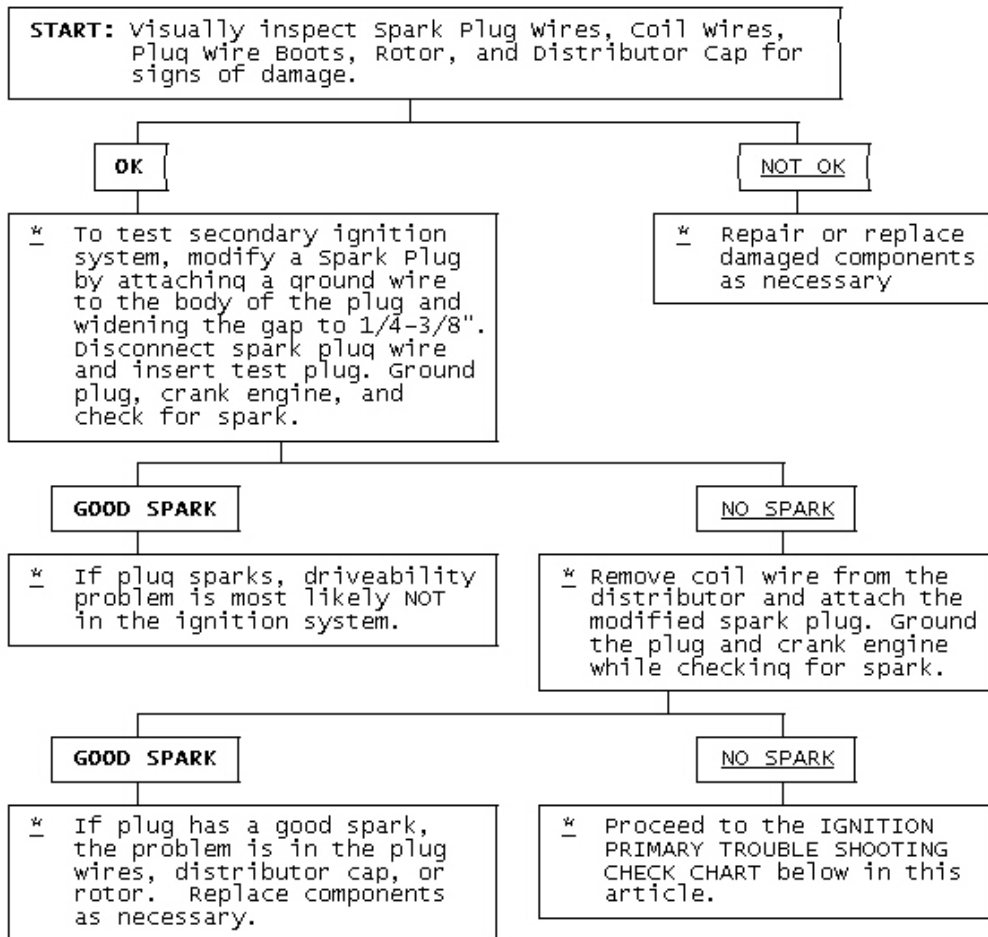 START: Visually inspect Spark Plug Wires, Coil Wires,
Pluq Wire Boots, Rotor, and Distributor Cap for
signs of damage.
OK
NOT OK
* To test secondary ignition
system, modify a Spark Plug
by attachinq a qround wire
to the body of the plug and
widening the gap to 1/4-3/8".
Disconnect spark pluq wire
and insert test plug. Ground
plug, crank engine, and
check for spark.
* Repair or replace
damaged components
as necessary
GOOD SPARK
NO SPARK
* If pluq sparks, driveability
problem is most likely NOT
in the ignition system.
* Remove coil wire from the
distributor and attach the
modified spark plug. Ground
the plug and crank engine
while checkinq for spark.
GOOD SPARK
NO SPARK
* If plug has a good spark,
the problem is in the plug
wires, distributor cap, or
rotor. Replace components
as necessary.
* Proceed to the IGNITION
PRIMARY TROUBLE SHOOTING
CHECK CHART below in this
article.